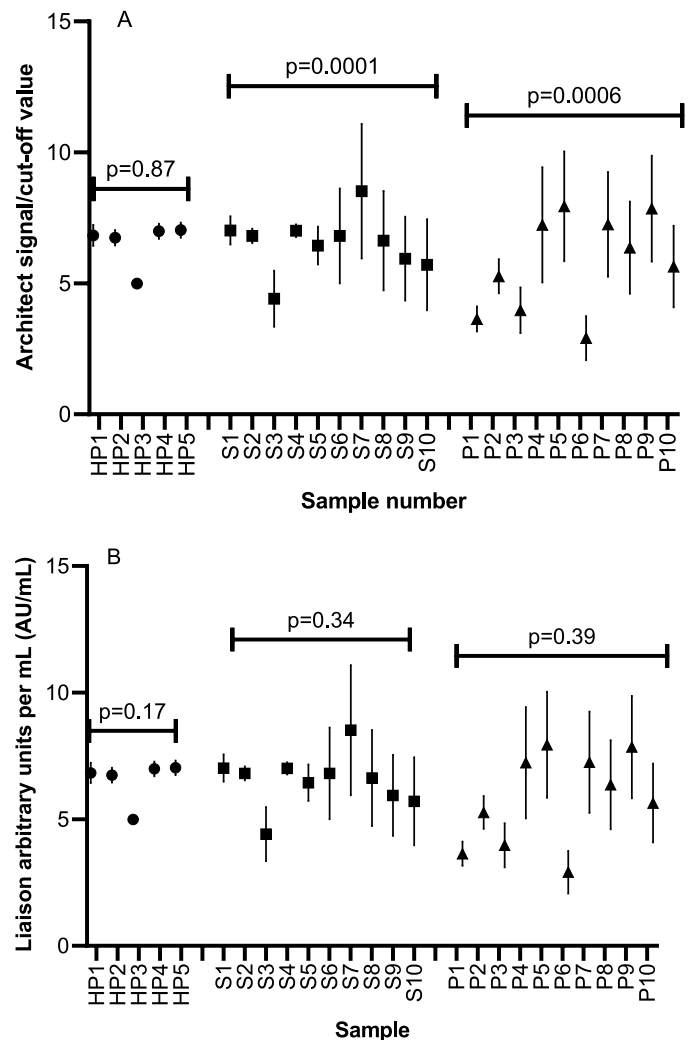 A
Architect signal/cut-off value
15
10
5
0
p=0.87
p=0.0001
p=0.0006
HP1
HP2
HP3
HP4
HP5
S1
S2
S3
S4
S5
S6
S7
S8
S9
S10
P1
P2
P3
P4
P5
P6
P7
P8
P9
P10
Sample number
B
Liaison arbitrary units per mL (AU/mL)
15
10
5
0
p=0.17
p=0.34
p=0.39
HP1
HP2
HP3
HP4
HP5
S1
S2
S3
S4
S5
S6
S7
S8
S9
S10
P1
P2
P3
P4
P5
P6
P7
P8
P9
P10
Sample